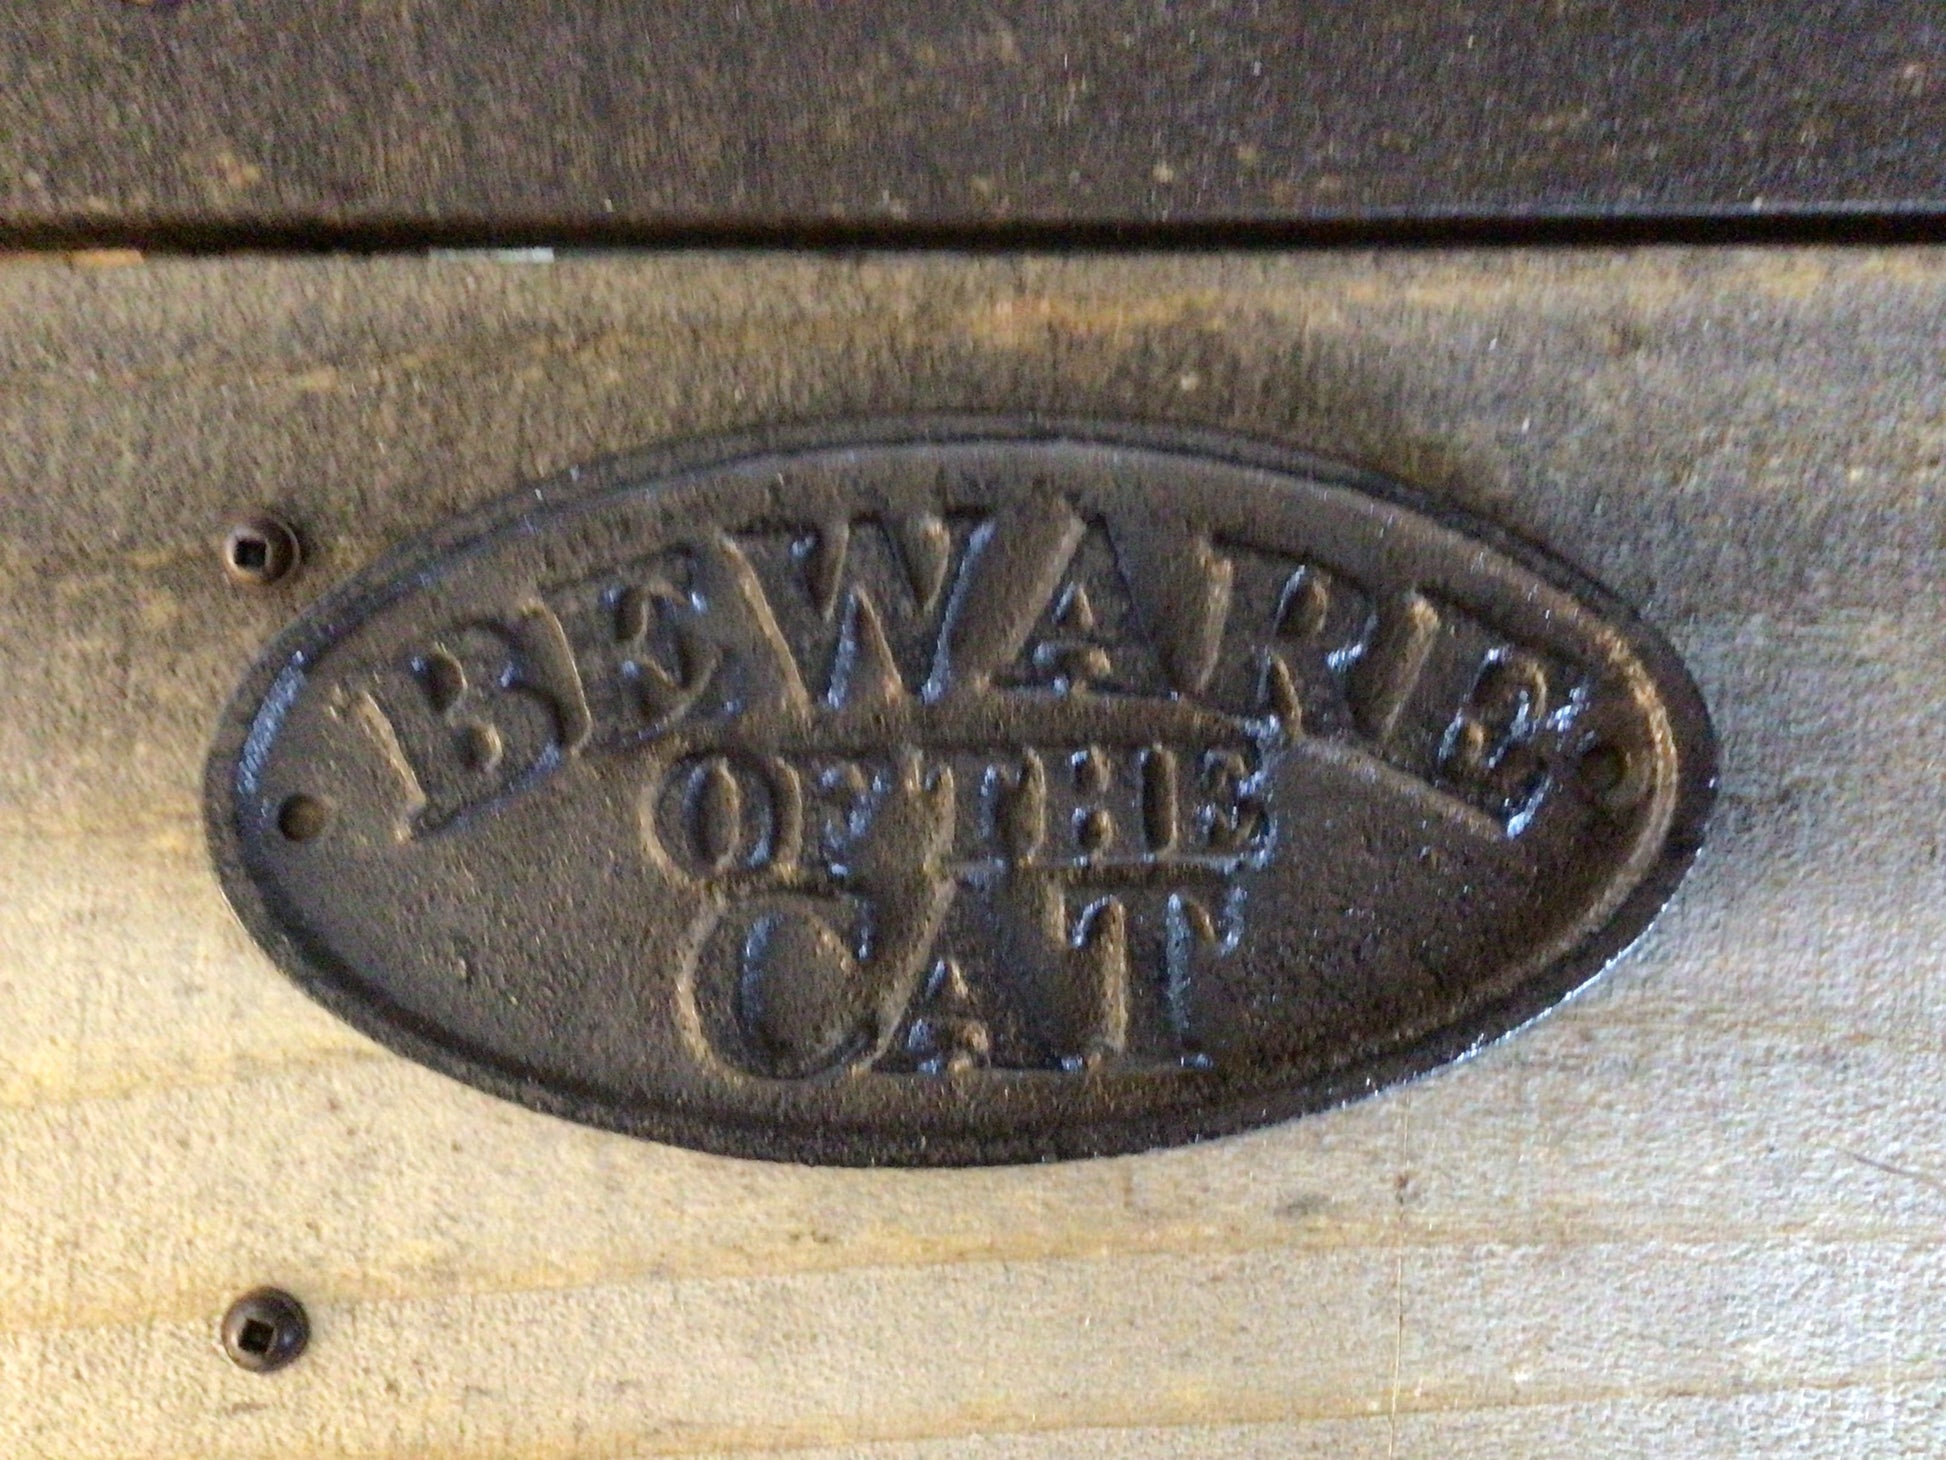 BEWARE
OF THE
CAT